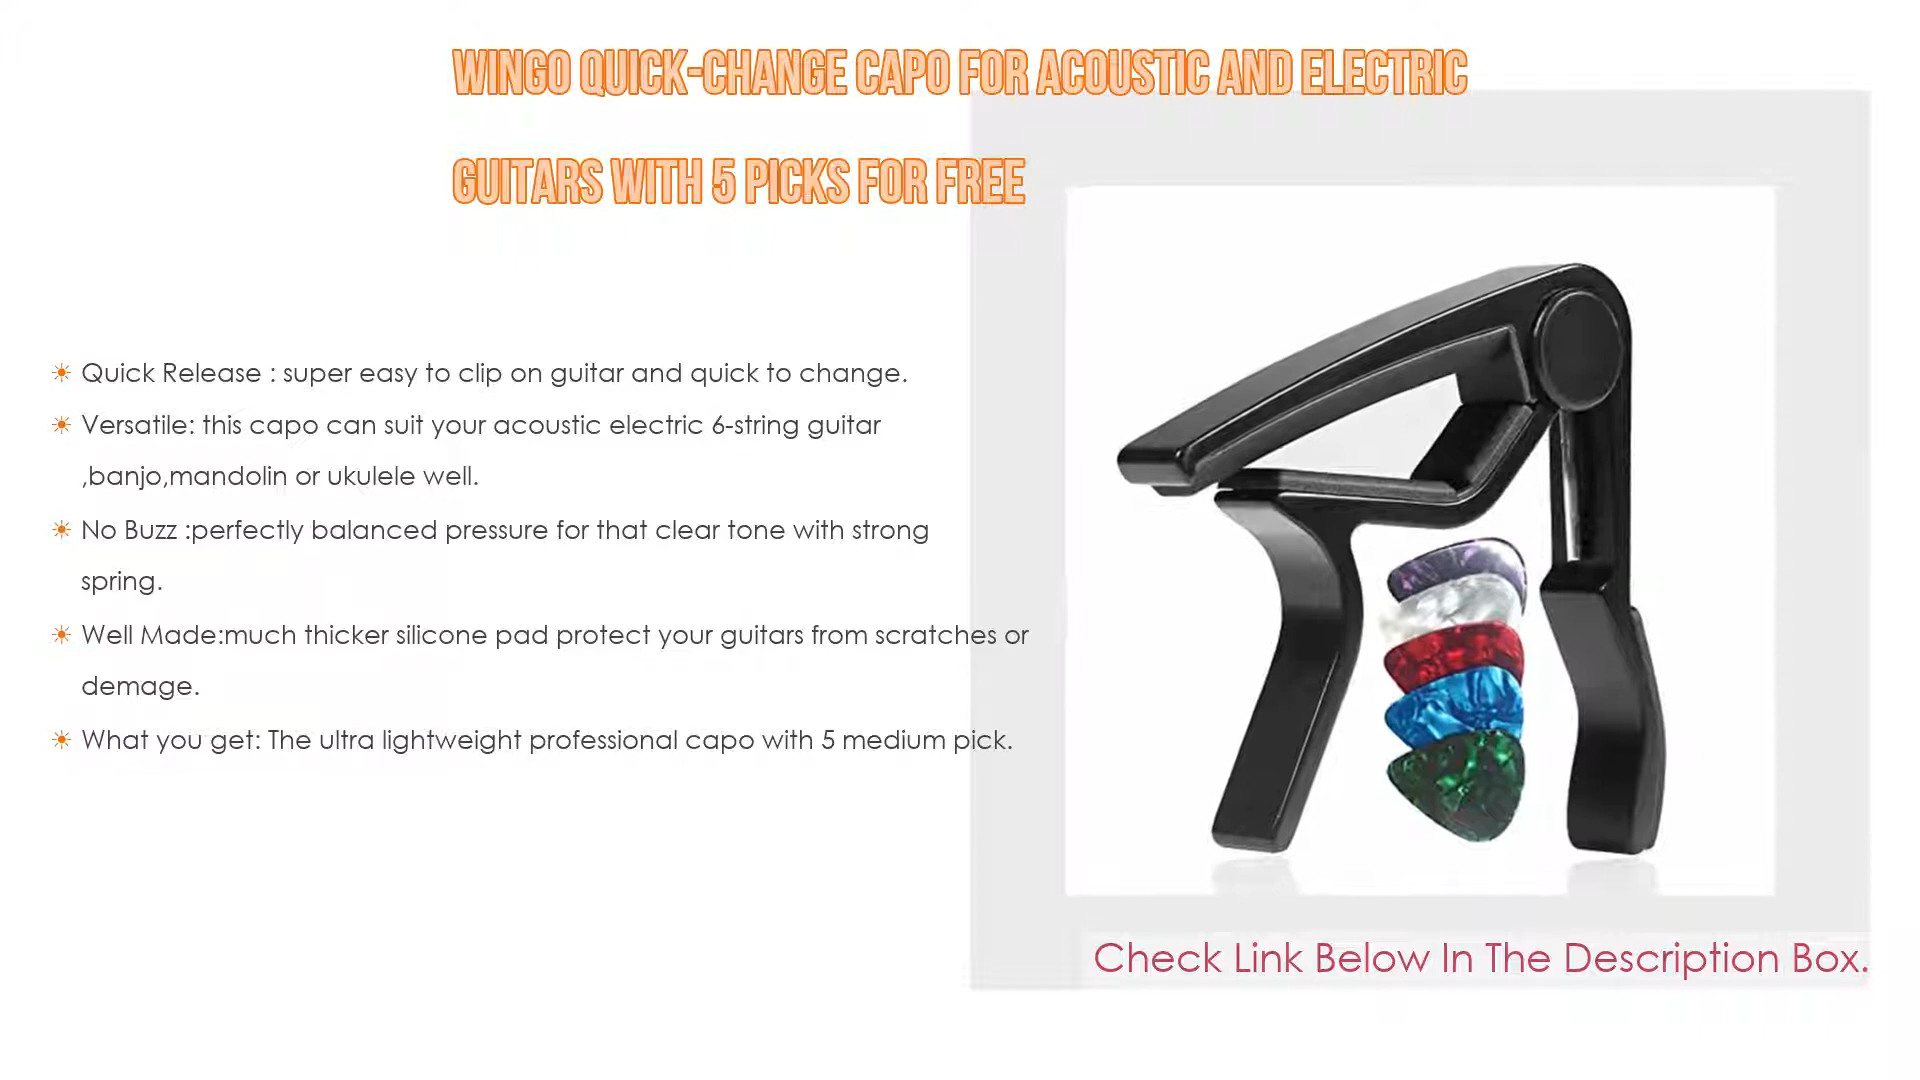 WINGO QUICK-CHANGE CAPO FOR ACOUSTIC AND ELECTRIC
GUITARS WITH 5 PICKS FOR FREE
Quick Release : super easy to clip on guitar and quick to change.
Versatile: this capo can suit your acoustic electric 6-string guitar
,banjo,mandolin or ukulele well.
No Buzz :perfectly balanced pressure for that clear tone with strong
spring.
Well Made:much thicker silicone pad protect your guitars from scratches or
demage.
What you get: The ultra lightweight professional capo with 5 medium pick.
Check Link Below In The Description Box.